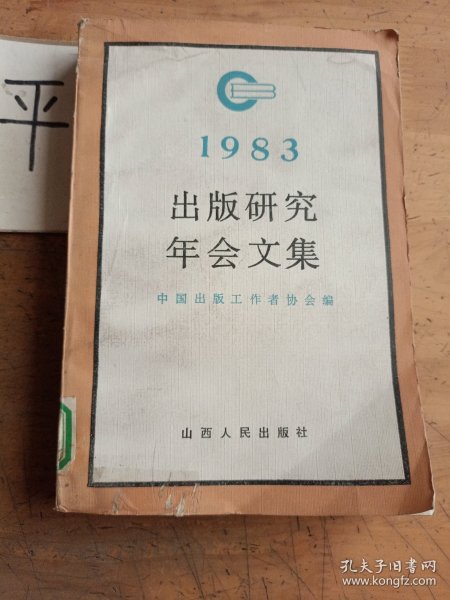 平
1983
出版研究
年会文集
中国出版工作者协会编
山西人民出版社
孔夫子旧书网
www.kongfz.com